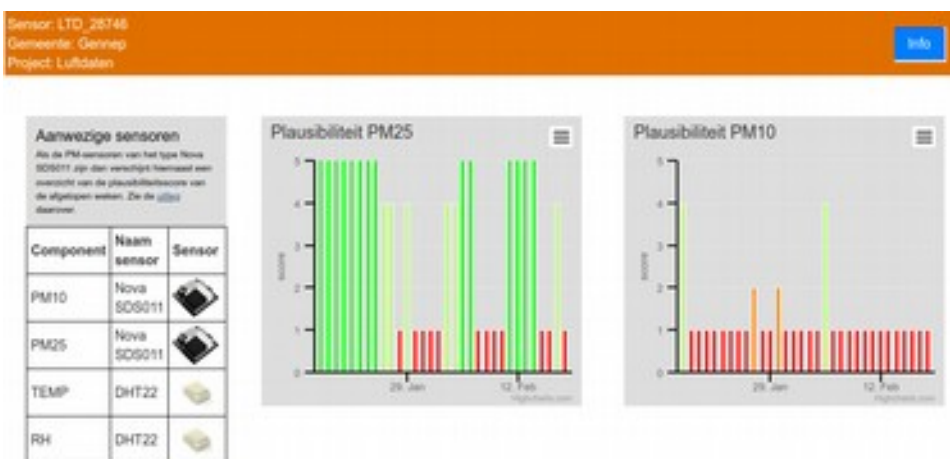 Sensor: LTD_28746
Gemeente: Gennep
Project: Luftdaten
Info
Aanwezige sensoren
Als de PM-sensoren van het type Nova
SDS011 zijn dan verschijnt hiernaast een
overzicht van de plausibiliteitsscore van
de afgelopen weken. Zie de uitleg
daarover.
Component Naam sensor Sensor
PM10 Nova SDS011
PM25 Nova SDS011
TEMP DHT22
RH DHT22
Plausibiliteit PM25
score
5
4
3
2
1
0
29. Jan 12. Feb
Highcharts.com
Plausibiliteit PM10
score
5
4
3
2
1
0
29. Jan 12. Feb
Highcharts.com